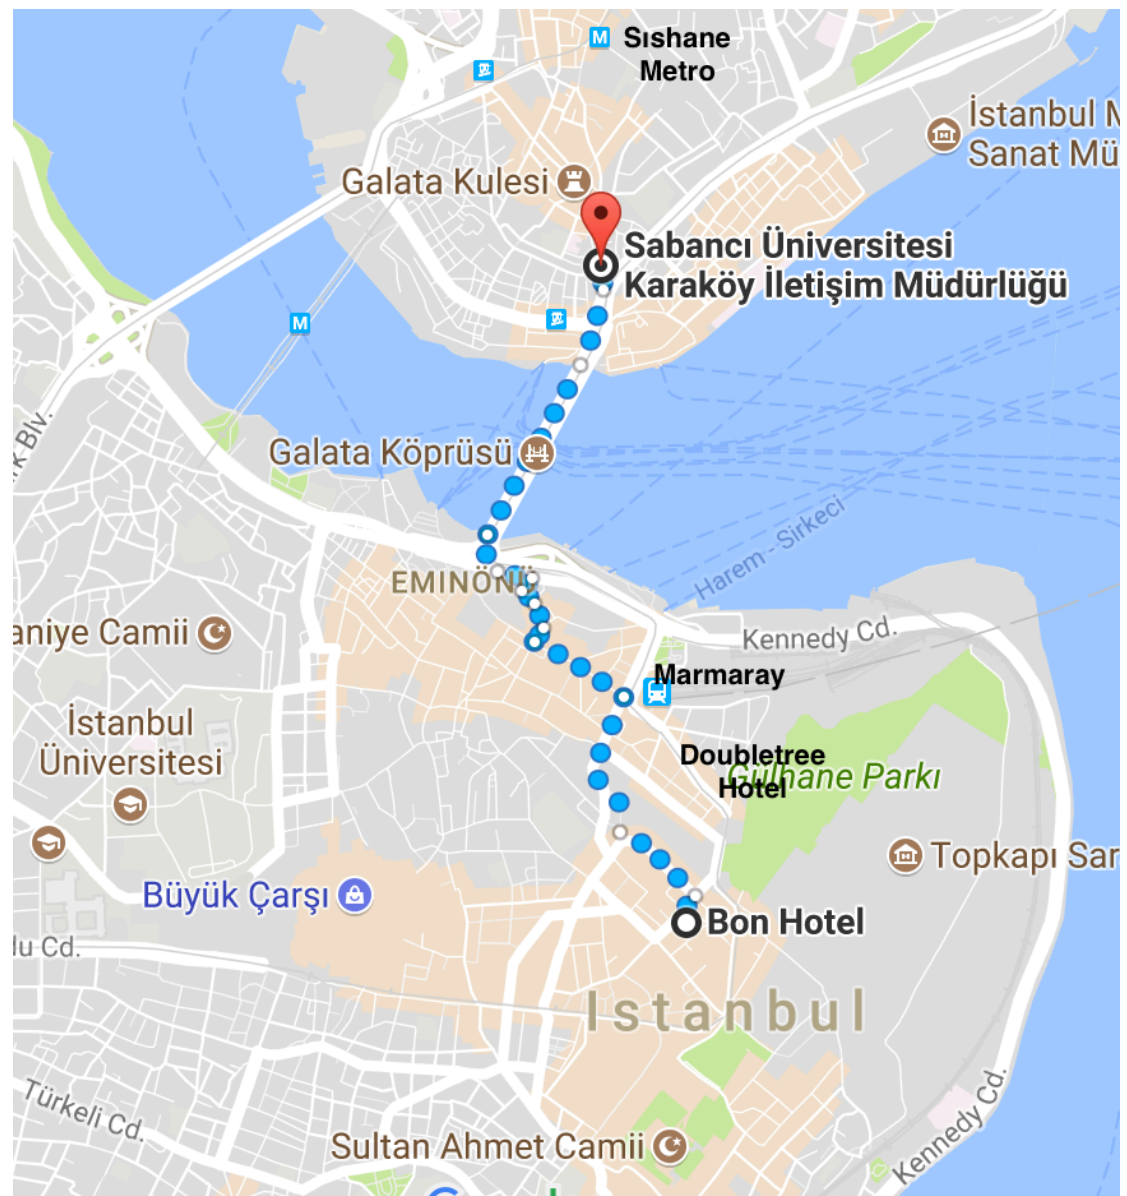 Sıshane
Metro
İstanbul M
Sanat Mü
Galata Kulesi
Sabancı Üniversitesi
Karaköy İletişim Müdürlüğü
M
M
rk Blv.
Galata Köprüsü
Harem - Sirkeci
EMINÖNÜ
aniye Camii
Kennedy Cd.
Marmaray
İstanbul
Üniversitesi
Doubletree
Hotel
Gülhane Parkı
Topkapı Sar
Büyük Çarşı
Bon Hotel
lu Cd.
Istanbul
Türkeli Cd.
Kennedy Cd.
Sultan Ahmet Camii